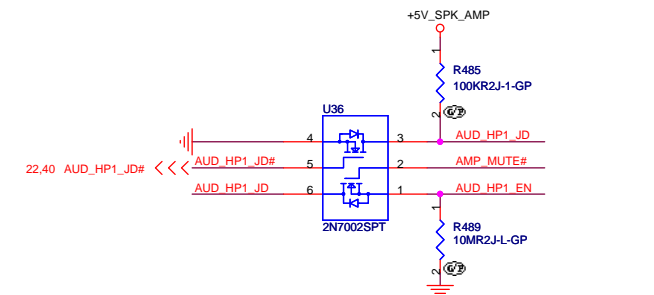 +5V_SPK_AMP
1
R485
100KR2J-1-GP
2
U36
4
3
AUD_HP1_JD
22,40 AUD_HP1_JD#
AUD_HP1_JD#
5
2
AMP_MUTE#
AUD_HP1_JD
6
1
AUD_HP1_EN
2N7002SPT
1
R489
10MR2J-L-GP
2